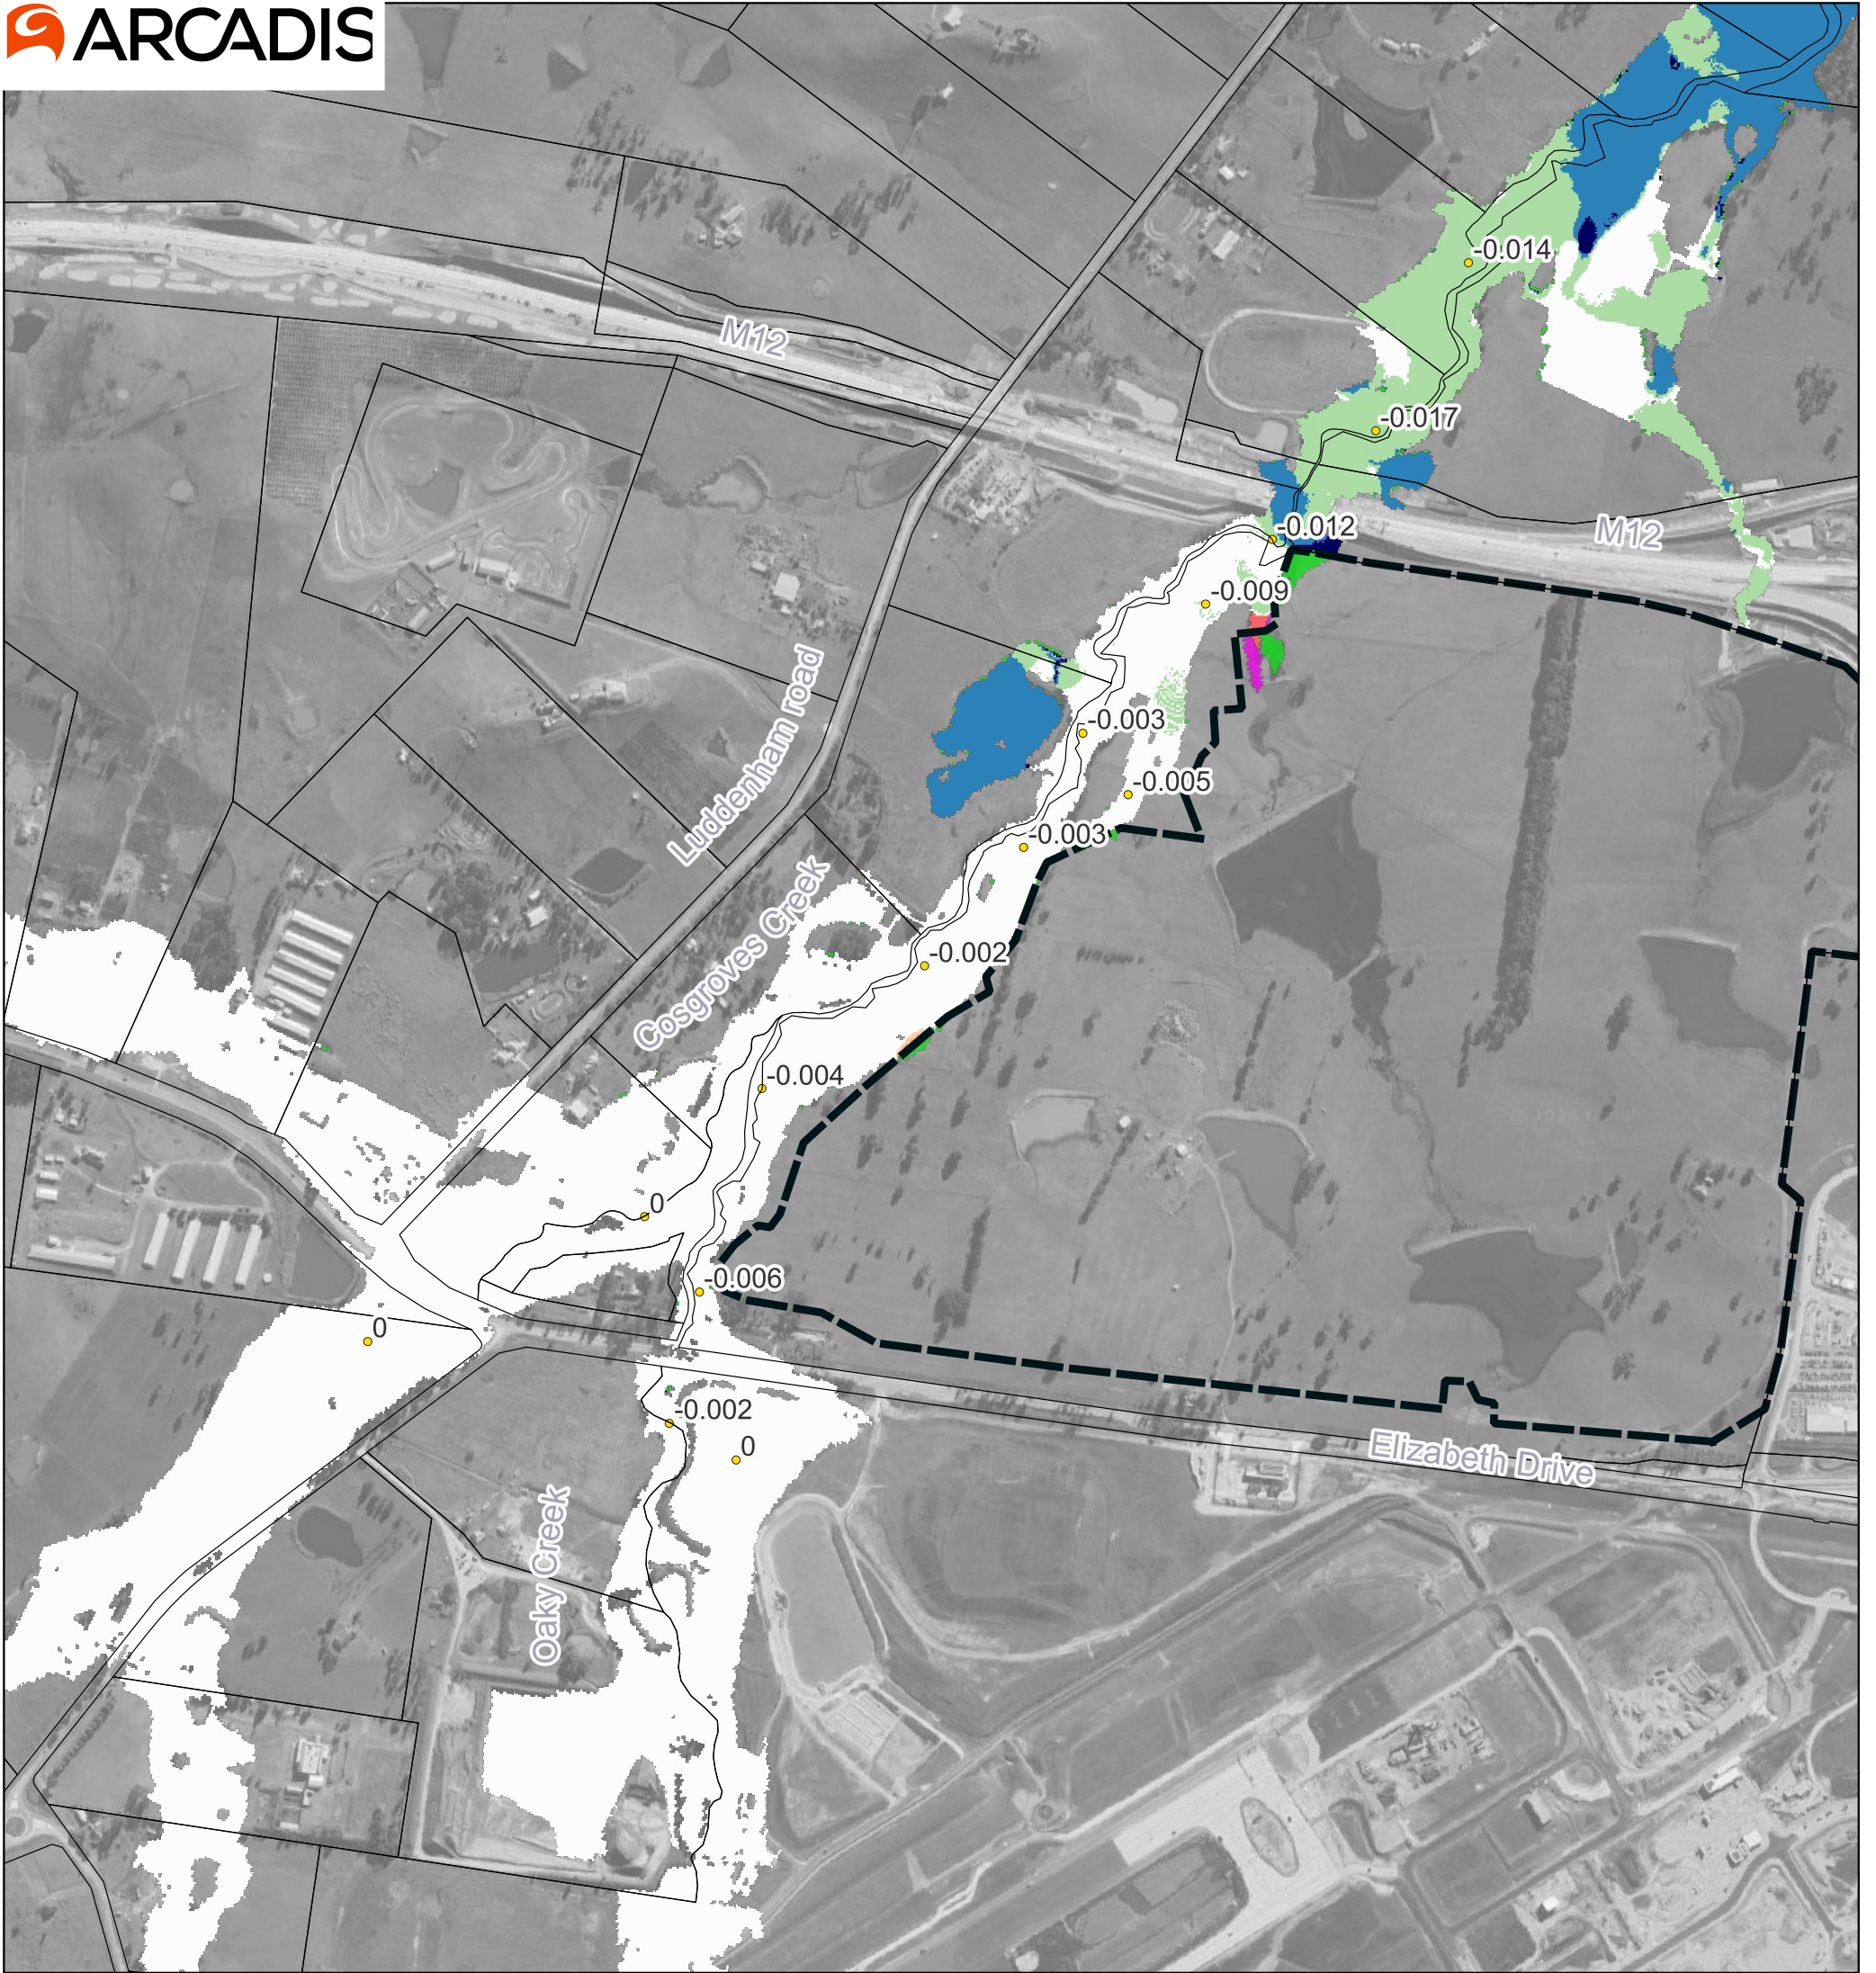 ARCADIS
-0.014
M12
-0.017
-0.012
M12
-0.009
Luddenham road
-0.003
-0.005
-0.003
Cosgroves Creek
-0.002
-0.004
0
-0.006
0
-0.002
0
Elizabeth Drive
Oaky Creek